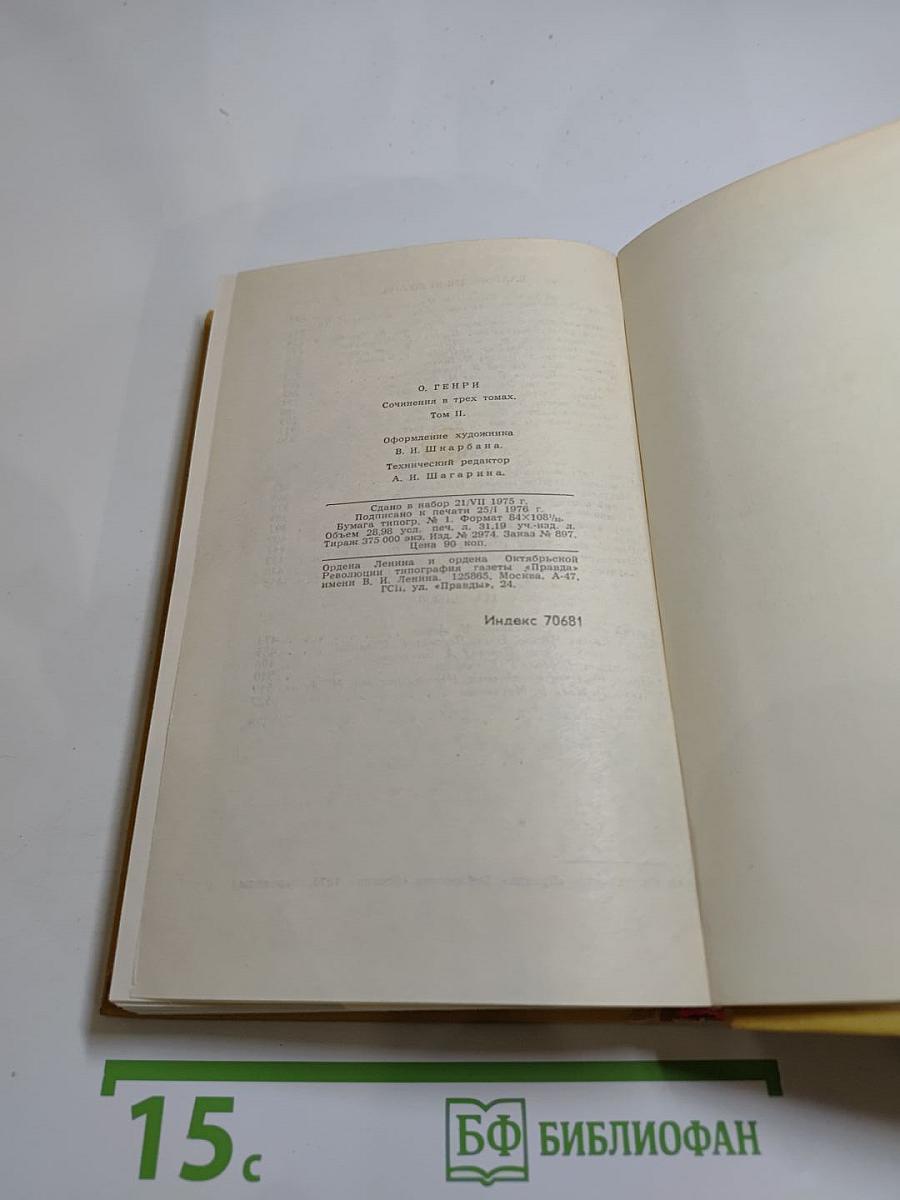 О. ГЕНРИ
Сочинения в трех томах.
Том II.
Оформление художника
В. И. Шкарбана.
Технический редактор
А. И. Шагарина.
Сдано в набор 21/VII 1975 г.
Подписано к печати 25/I 1976 г.
Бумага типогр. № 1. Формат 84×108¹/₃₂.
Объем 28,98 усл. печ. л. 31,19 уч.-изд. л.
Тираж 375 000 экз. Изд. № 2974. Заказ № 897.
Цена 90 коп.
Ордена Ленина и ордена Октябрьской
Революции типография газеты «Правда»
имени В. И. Ленина. 125865, Москва, А-47,
ГСП, ул. «Правды», 24.
Индекс 70681
15 с
БФ БИБЛИОФАН